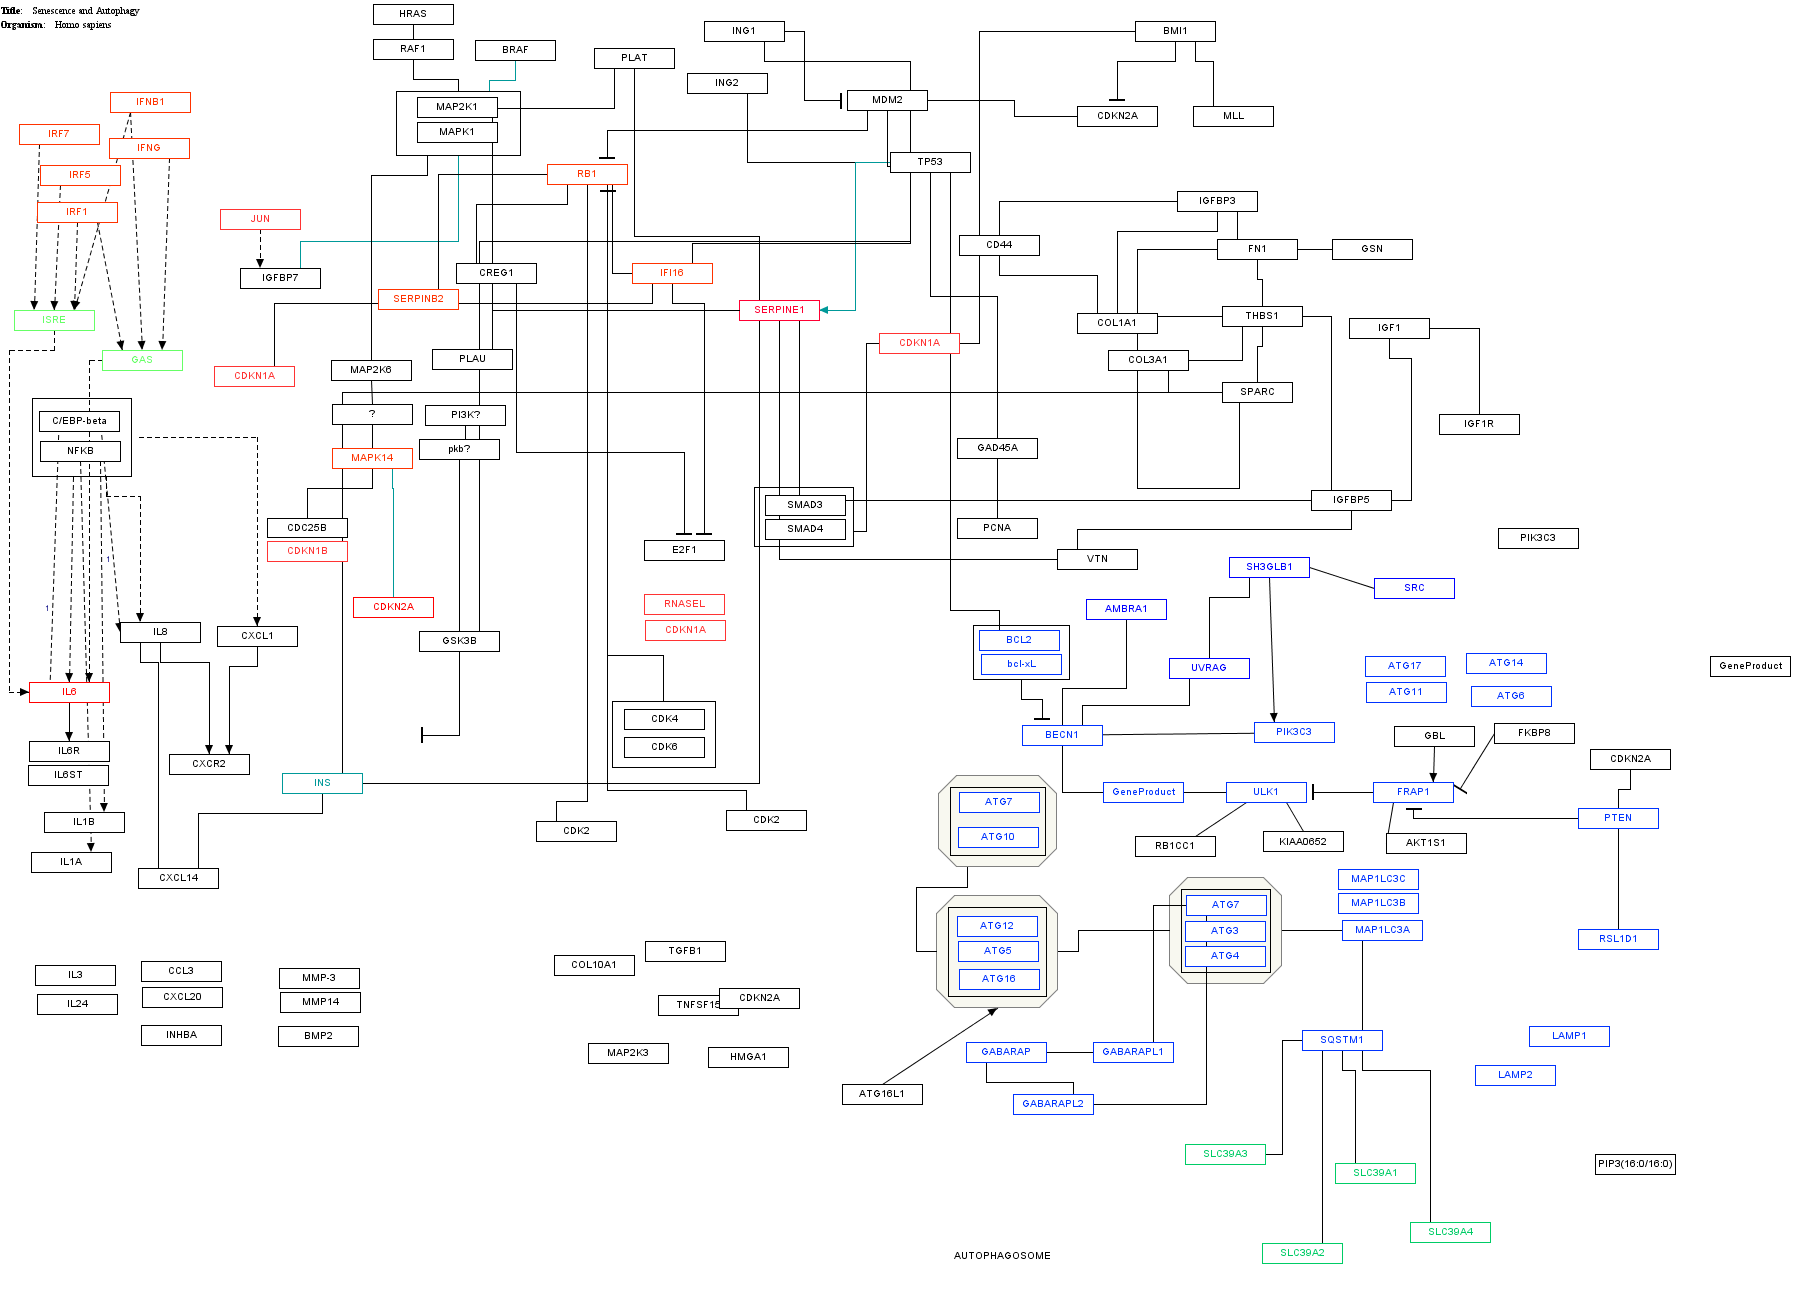 Title: Senescence and Autophagy
Organism: Homo sapiens
HRAS
RAF1
BRAF
PLAT
ING1
ING2
BMI1
MAP2K1
MAPK1
MDM2
CDKN2A
MLL
IFNB1
IRF7
IFNG
IRF5
IRF1
JUN
IGFBP7
RB1
TP53
IGFBP3
CD44
FN1
GSN
CREG1
IFI16
SERPINB2
SERPINE1
ISRE
GAS
CDKN1A
CDKN1A
COL1A1
THBS1
IGF1
COL3A1
PLAU
MAP2K6
SPARC
?
PI3K?
C/EBP-beta
NFKB
pkb?
MAPK14
IGF1R
GAD45A
SMAD3
SMAD4
IGFBP5
CDC25B
CDKN1B
PCNA
PIK3C3
E2F1
VTN
1
SH3GLB1
SRC
1
CDKN2A
RNASEL
CDKN1A
AMBRA1
IL8
CXCL1
GSK3B
BCL2
bcl-xL
UVRAG
ATG17
ATG14
GeneProduct
IL6
ATG11
ATG6
CDK4
CDK6
BECN1
PIK3C3
GBL
FKBP8
IL6R
IL6ST
CXCR2
CDKN2A
INS
GeneProduct
ULK1
FRAP1
ATG7
ATG10
PTEN
IL1B
CDK2
CDK2
RB1CC1
KIAA0652
AKT1S1
IL1A
CXCL14
MAP1LC3C
MAP1LC3B
MAP1LC3A
ATG7
ATG3
ATG4
ATG12
ATG5
ATG16
RSL1D1
TGFB1
COL10A1
IL3
CCL3
MMP-3
IL24
CXCL20
MMP14
TNFSF15
CDKN2A
INHBA
BMP2
MAP2K3
HMGA1
GABARAP
GABARAPL1
SQSTM1
LAMP1
LAMP2
ATG16L1
GABARAPL2
SLC39A3
SLC39A1
PIP3(16:0/16:0)
SLC39A4
SLC39A2
AUTOPHAGOSOME